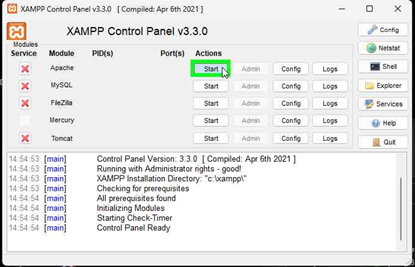 XAMPP Control Panel v3.3.0 [ Compiled: Apr 6th 2021 ]
XAMPP Control Panel v3.3.0
Config
Modules
Service Module PID(s) Port(s) Actions
Netstat
Apache Start Admin Config Logs
Shell
MySQL Start Admin Config Logs
Explorer
FileZilla Start Admin Config Logs
Services
Mercury Start Admin Config Logs
Help
Tomcat Start Admin Config Logs
Quit
14:54:53 [main] Control Panel Version: 3.3.0 [ Compiled: Apr 6th 2021 ]
14:54:53 [main] Running with Administrator rights - good!
14:54:53 [main] XAMPP Installation Directory: "c:\xampp\"
14:54:53 [main] Checking for prerequisites
14:54:54 [main] All prerequisites found
14:54:54 [main] Initializing Modules
14:54:54 [main] Starting Check-Timer
14:54:54 [main] Control Panel Ready